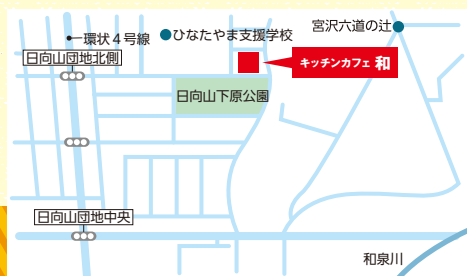 環状4号線
ひなたやま支援学校
宮沢六道の辻
日向山団地北側
キッチンカフェ 和
日向山下原公園
日向山団地中央
和泉川